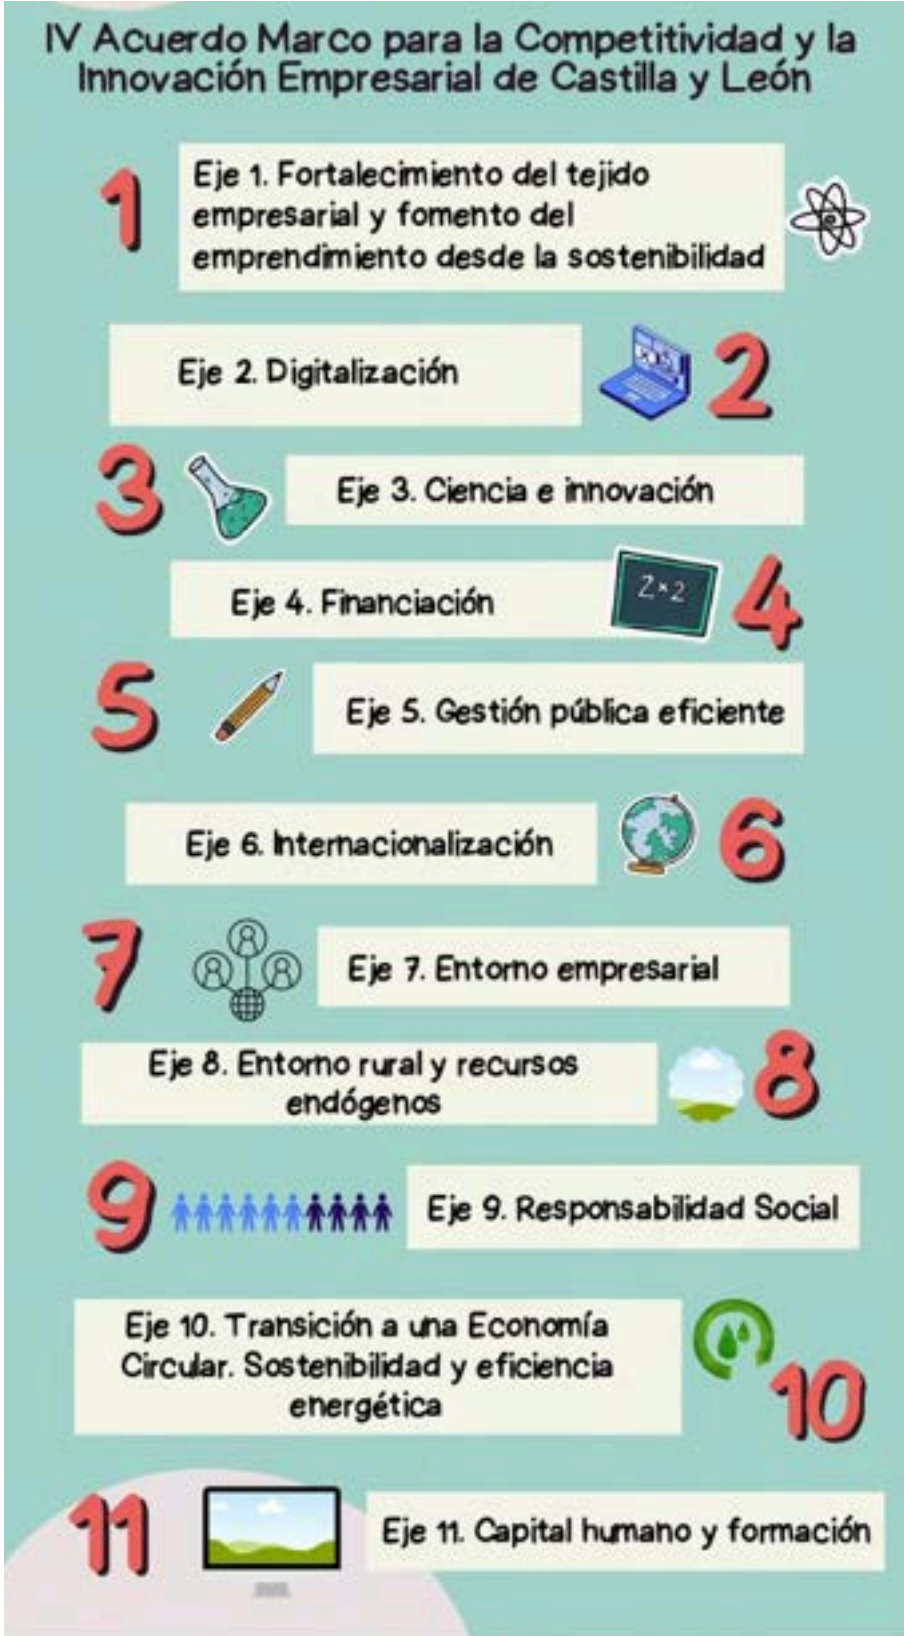 IV Acuerdo Marco para la Competitividad y la
Innovación Empresarial de Castilla y León
1
Eje 1. Fortalecimiento del tejido
empresarial y fomento del
emprendimiento desde la sostenibilidad
Eje 2. Digitalización
2
3
Eje 3. Ciencia e innovación
Eje 4. Financiación
2×2
4
5
Eje 5. Gestión pública eficiente
Eje 6. Internacionalización
6
7
Eje 7. Entorno empresarial
Eje 8. Entorno rural y recursos
endógenos
8
9
Eje 9. Responsabilidad Social
Eje 10. Transición a una Economía
Circular. Sostenibilidad y eficiencia
energética
10
11
Eje 11. Capital humano y formación